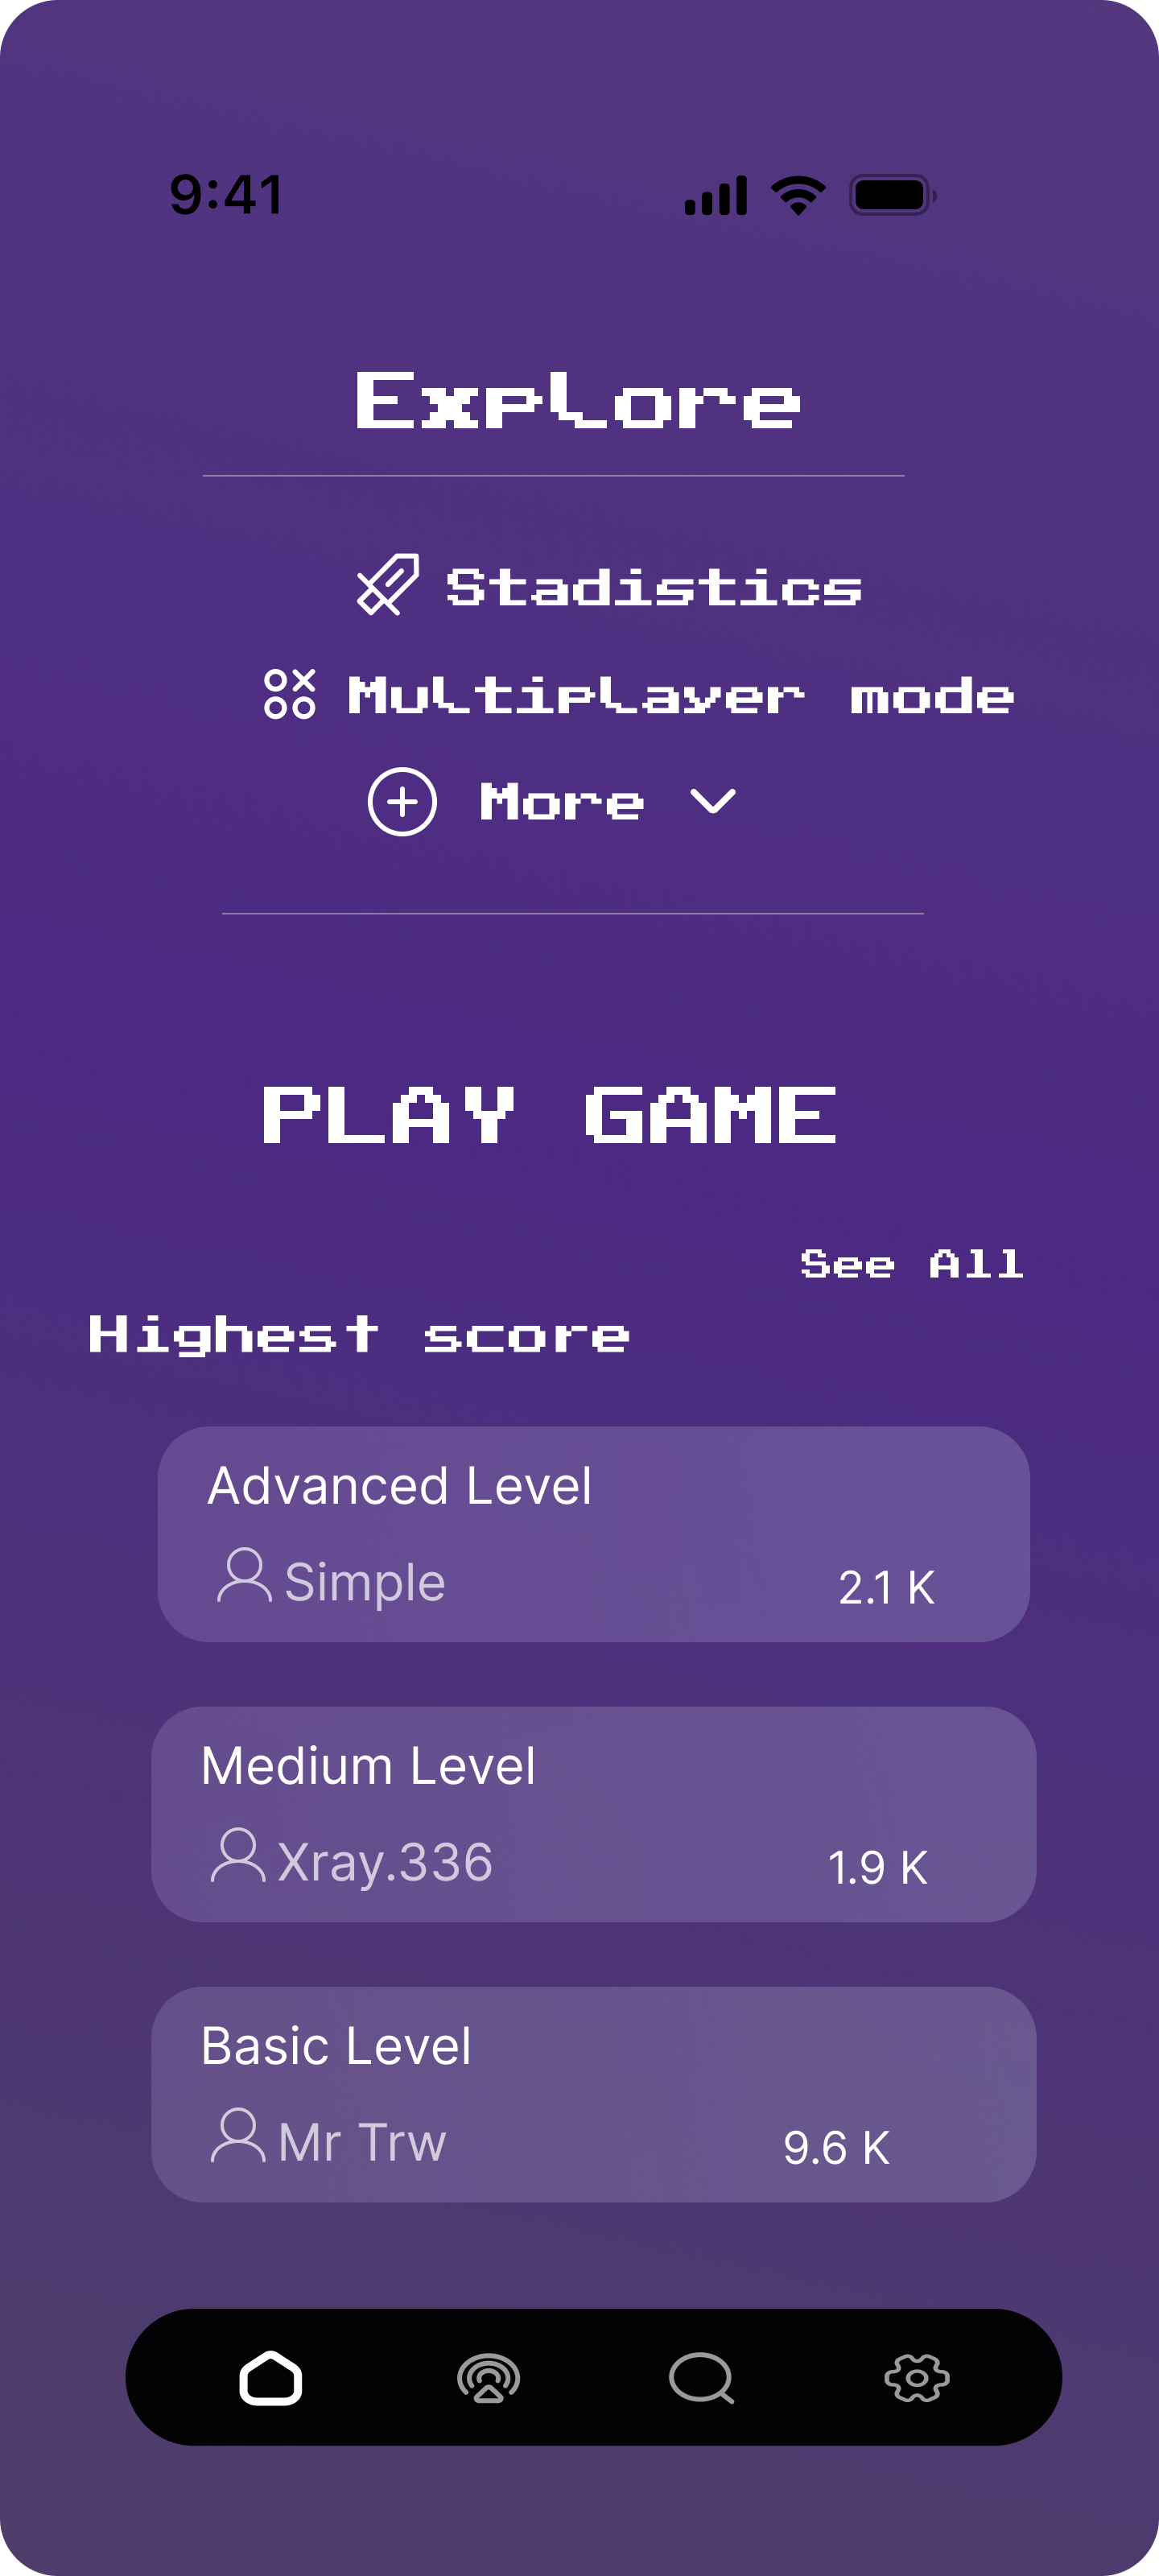 9:41
Explore
Stadistics
Multiplayer mode
More
PLAY GAME
See All
Highest score
Advanced Level
Simple 2.1 K
Medium Level
Xray.336 1.9 K
Basic Level
Mr Trw 9.6 K